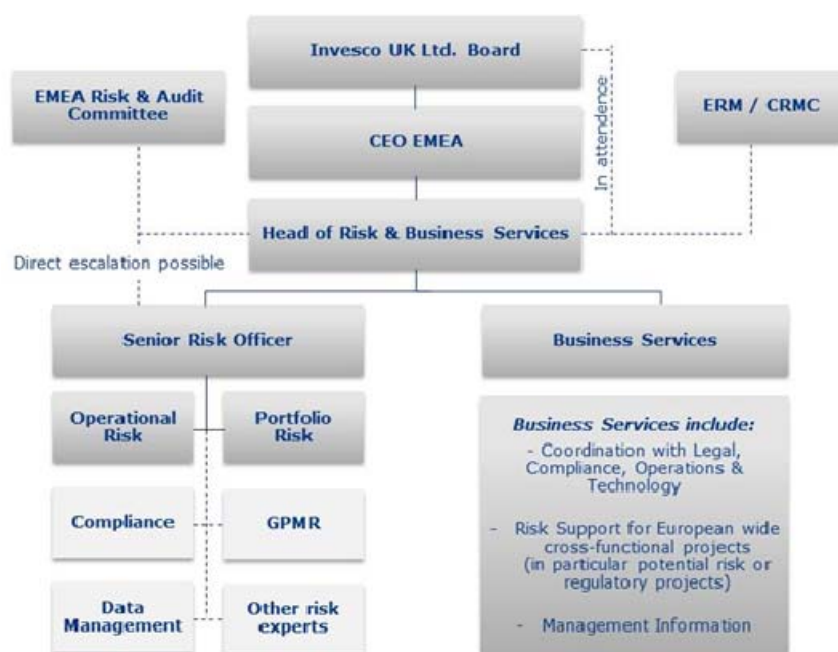 Invesco UK Ltd. Board
EMEA Risk & Audit
Committee
In attendence
ERM / CRMC
CEO EMEA
Head of Risk & Business Services
Direct escalation possible
Senior Risk Officer
Business Services
Operational
Risk
Portfolio
Risk
Compliance
GPMR
Data
Management
Other risk
experts
Business Services include:
- Coordination with Legal,
Compliance, Operations &
Technology
- Risk Support for European wide
cross-functional projects
(in particular potential risk or
regulatory projects)
- Management Information